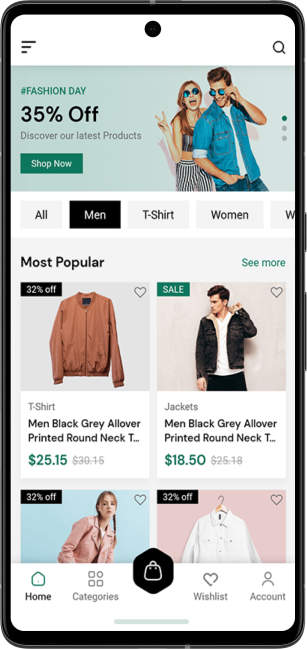 #FASHION DAY
35% Off
Discover our latest Products
Shop Now
All
Men
T-Shirt
Women
W
Most Popular
See more
32% off
SALE
T-Shirt
Men Black Grey Allover
Printed Round Neck T...
$25.15 $30.15
Jackets
Men Black Grey Allover
Printed Round Neck T...
$18.50 $25.18
32% off
32% off
Home
Categories
Wishlist
Account